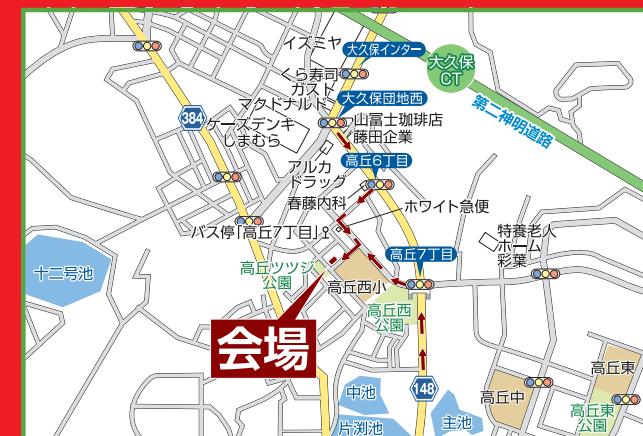 イズミヤ
大久保インター
くら寿司
ガスト
マクドナルド
大久保
CT
大久保団地西
第二神明道路
384
ケーズデンキ
しまむら
山冨士珈琲店
藤田企業
アルカ
ドラッグ
高丘6丁目
春藤内科
ホワイト急便
バス停「高丘7丁目」
特養老人
ホーム
彩葉
高丘7丁目
十二号池
高丘ツツジ
公園
高丘西小
高丘西
公園
会場
148
中池
片渕池
主池
高丘中
高丘東
高丘東
公園